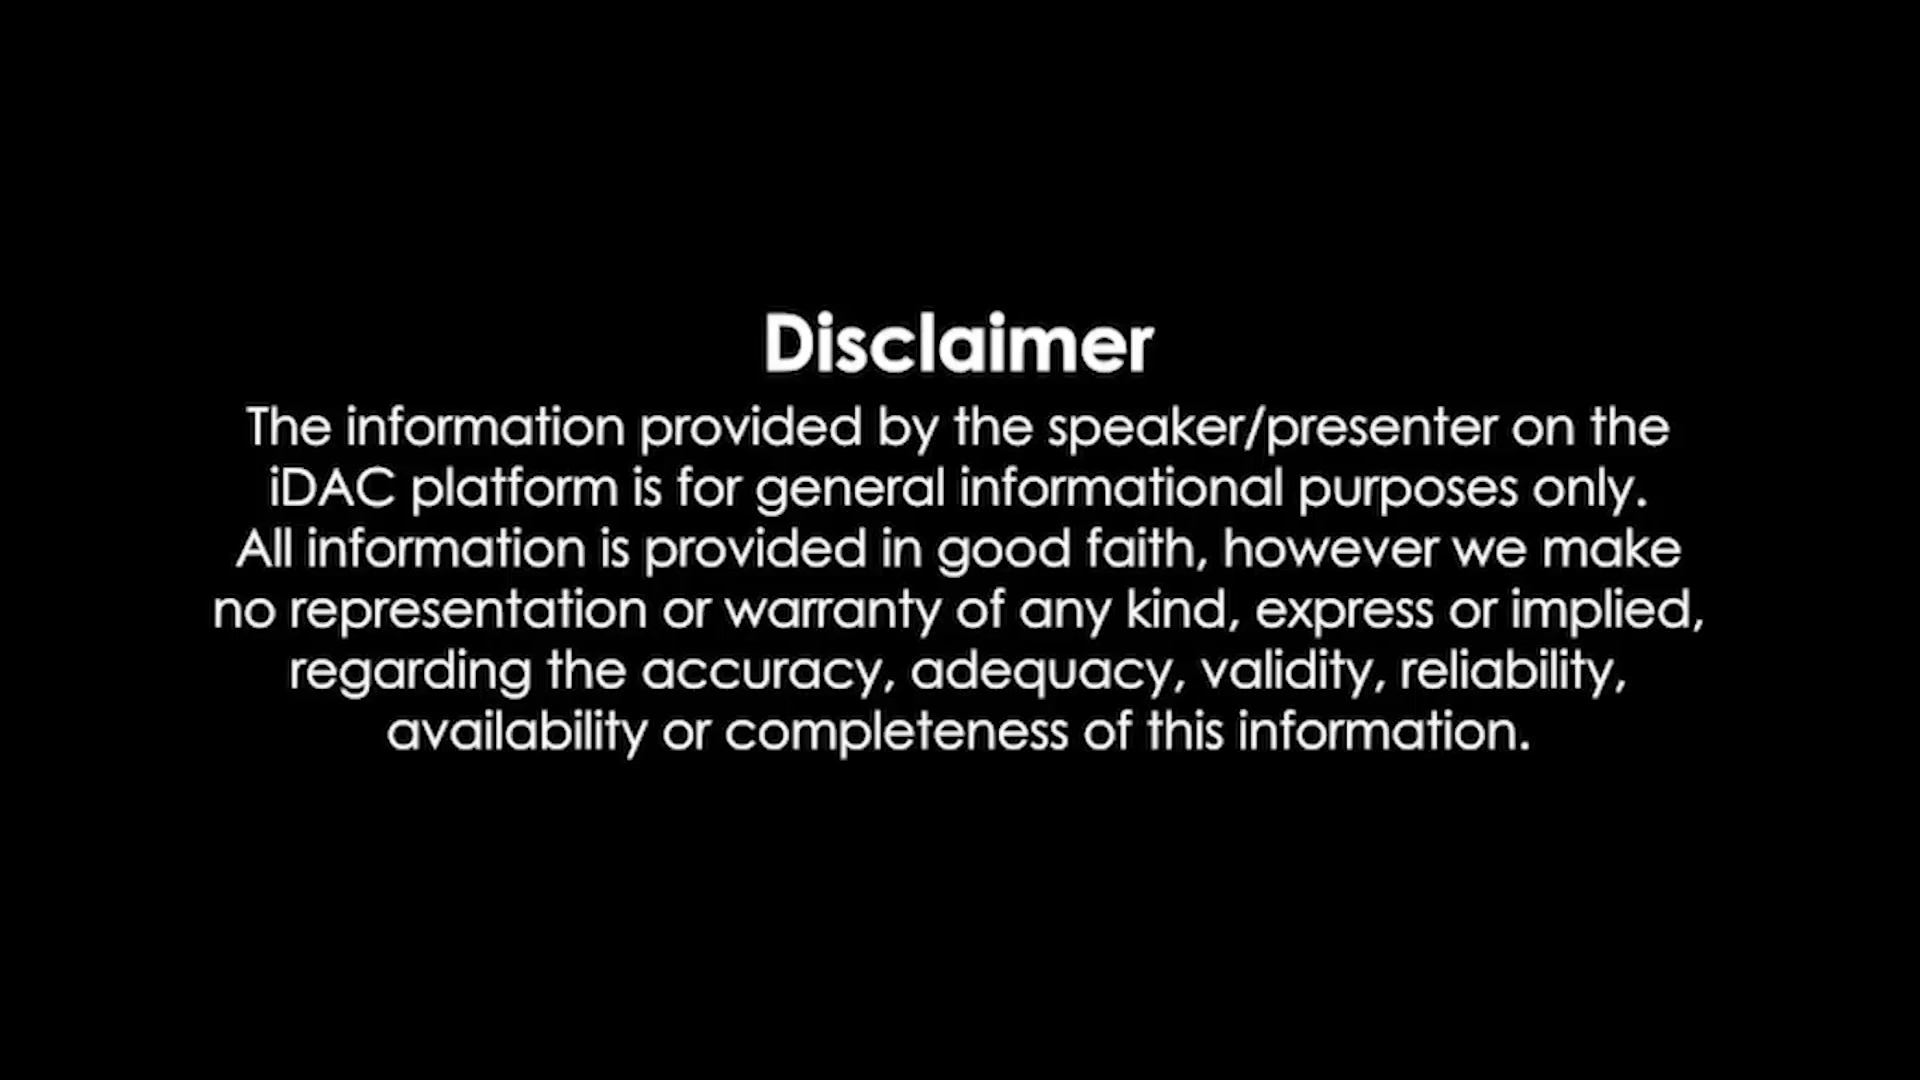 Disclaimer
The information provided by the speaker/presenter on the
iDAC platform is for general informational purposes only.
All information is provided in good faith, however we make
no representation or warranty of any kind, express or implied,
regarding the accuracy, adequacy, validity, reliability,
availability or completeness of this information.